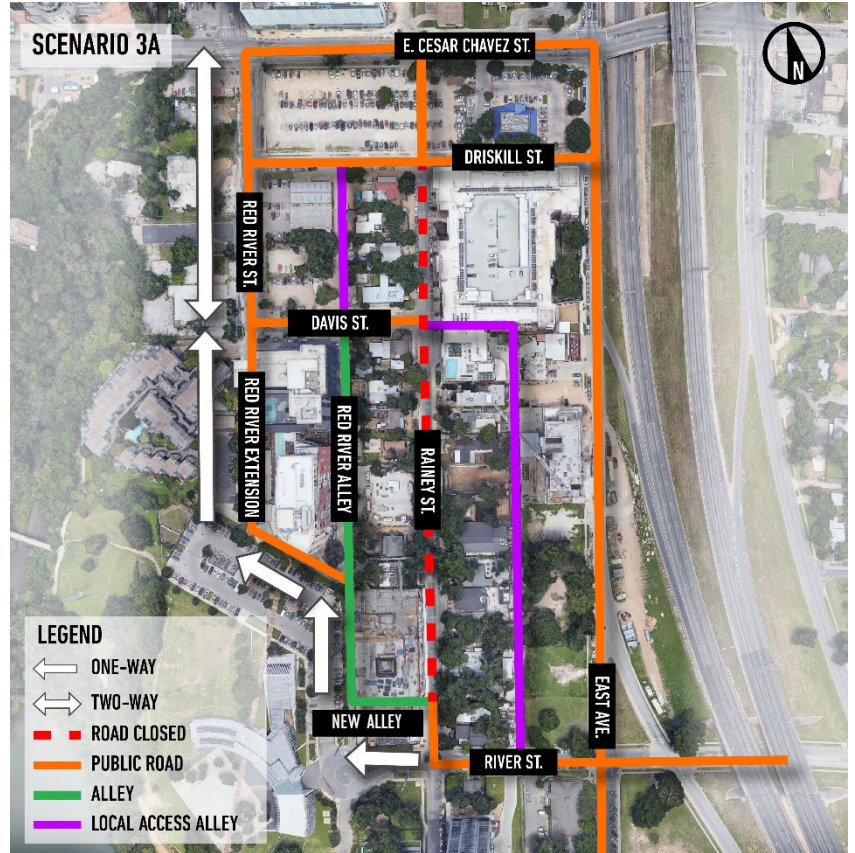 SCENARIO 3A
E. CESAR CHAVEZ ST.
N
DRISKILL ST.
RED RIVER ST.
DAVIS ST.
RED RIVER EXTENSION
RED RIVER ALLEY
RAINEY ST.
EAST AVE.
NEW ALLEY
RIVER ST.
LEGEND
ONE-WAY
TWO-WAY
ROAD CLOSED
PUBLIC ROAD
ALLEY
LOCAL ACCESS ALLEY